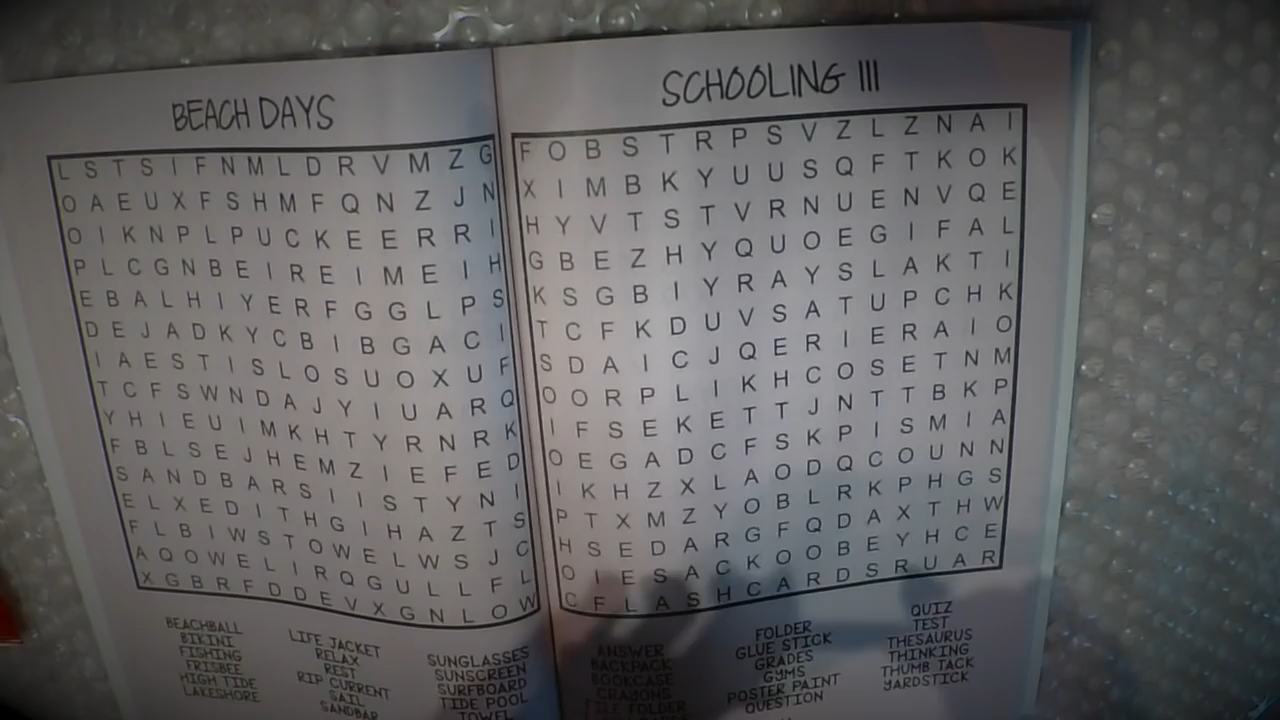 BEACH DAYS
L S T S I F N M L D R V M Z G
O A E U X F S H M F Q N Z J N
O I K N P L P U C K E E R R I
P L C G N B E I R E I M E I H
E B A L H I Y E R F G G L P S
D E J A D K Y C B I B G A C I
I A E S T I S L O S U O X U F
T C F S W N D A J Y I U A R Q
Y H I E U I M K H T Y R N R K
F B L S E J H E M Z I E F E D
S A N D B A R S I I S T Y N I
E L X E D I T H G I H A Z T S
F L B I W S T O W E L W S J C
A Q O W E L I R Q G U L L F L
X G B R F D D E V X G N L O W
BEACHBALL
BIKINI
FISHING
FRISBEE
HIGH TIDE
LAKESHORE
LIFE JACKET
RELAX
REST
RIP CURRENT
SAIL
SANDBAR
SUNGLASSES
SUNSCREEN
SURFBOARD
TIDE POOL
TOWEL
SCHOOLING III
F O B S T R P S V Z L Z N A I
X I M B K Y U U S Q F T K O K
H Y V T S T V R N U E N V Q E
G B E Z H Y Q U O E G I F A L
K S G B I Y R A Y S L A K T I
T C F K D U V S A T U P C H K
S D A I C J Q E R I E R A I O
O O R P L I K H C O S E T N M
I F S E K E T T J N T T B K P
O E G A D C F S K P I S M I A
I K H Z X L A O D Q C O U N N
P T X M Z Y O B L R K P H G S
H S E D A R G F Q D A X T H W
O I E S A C K O O B E Y H C E
C F L A S H C A R D S R U A R
ANSWER
BACKPACK
BOOKCASE
CRAYONS
FILE FOLDER
FOLDER
GLUE STICK
GRADES
GYMS
POSTER PAINT
QUESTION
QUIZ
TEST
THESAURUS
THINKING
THUMB TACK
YARDSTICK